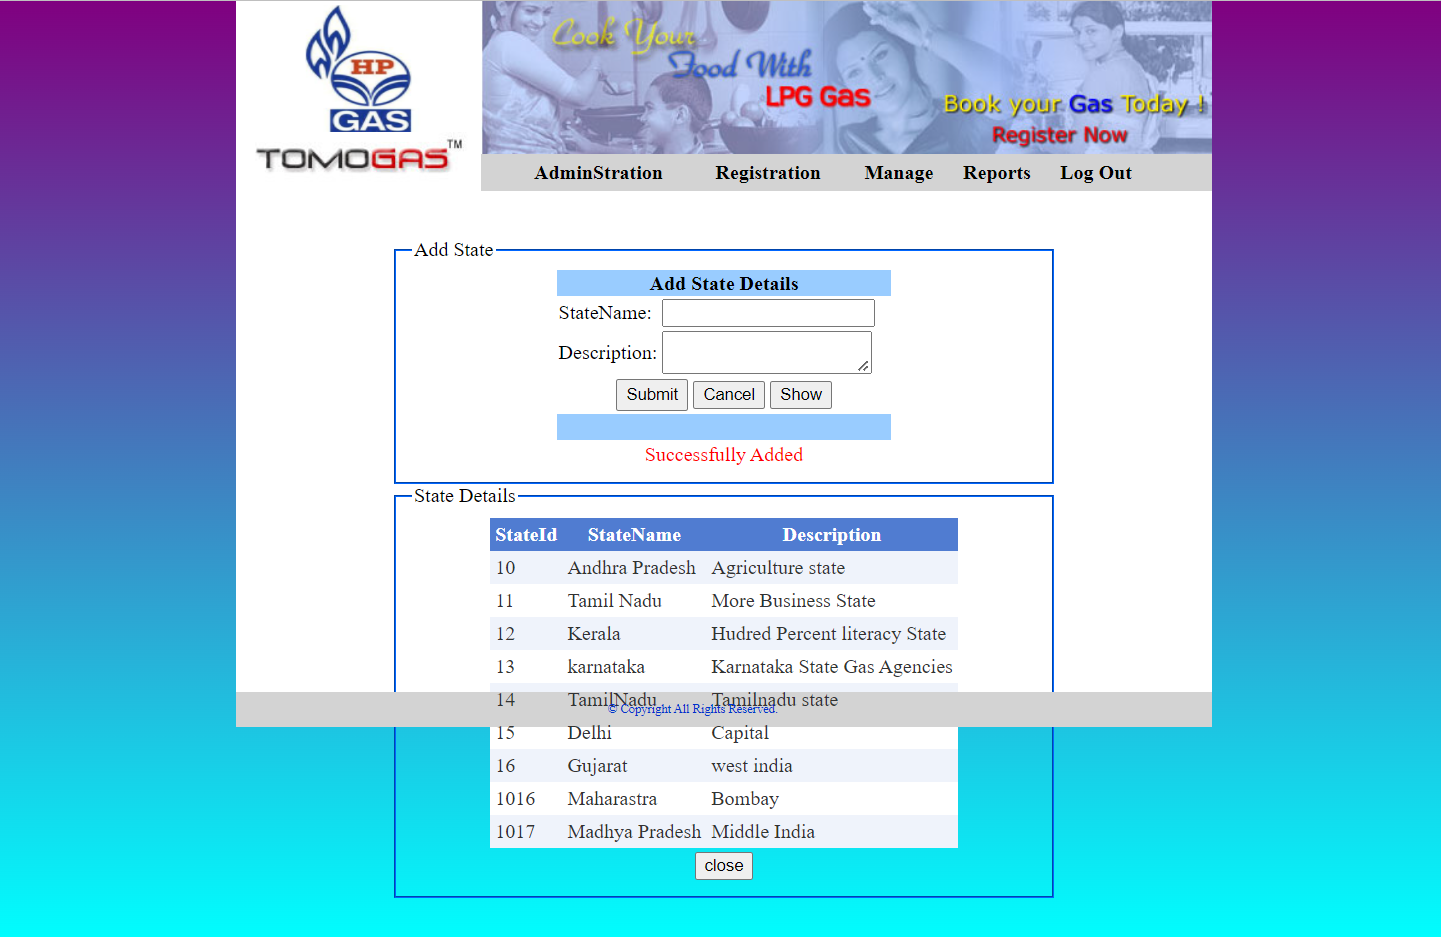 HP
GAS
TOMOGAS™
Cook Your
Food With
LPG Gas
Book your Gas Today !
Register Now
AdminStration Registration Manage Reports Log Out
Add State
Add State Details
StateName:
Description:
Submit Cancel Show
Successfully Added
State Details
StateId StateName Description
10 Andhra Pradesh Agriculture state
11 Tamil Nadu More Business State
12 Kerala Hudred Percent literacy State
13 karnataka Karnataka State Gas Agencies
14 TamilNadu Tamilnadu state
© Copyright All Rights Reserved.
15 Delhi Capital
16 Gujarat west india
1016 Maharastra Bombay
1017 Madhya Pradesh Middle India
close